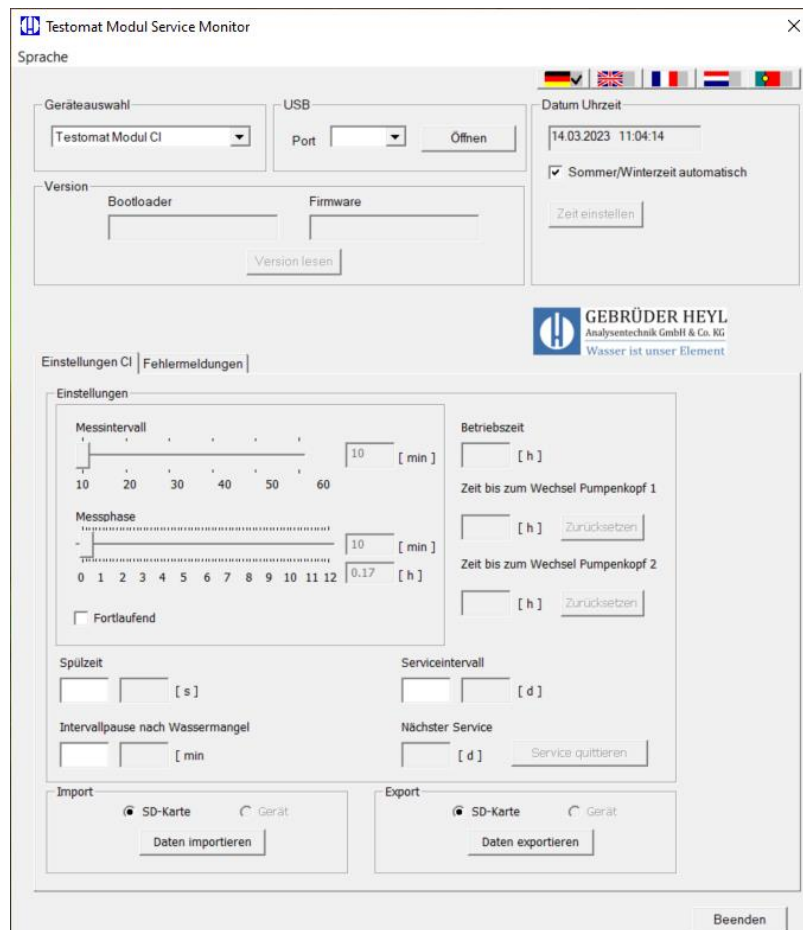 Testomat Modul Service Monitor
Sprache
Geräteauswahl
Testomat Modul Cl
USB
Port
Öffnen
Datum Uhrzeit
14.03.2023 11:04:14
Sommer/Winterzeit automatisch
Zeit einstellen
Version
Bootloader
Firmware
Version lesen
GEBRÜDER HEYL
Analysentechnik GmbH & Co. KG
Wasser ist unser Element
Einstellungen Cl
Fehlermeldungen
Einstellungen
Messintervall
10 [ min ]
10 20 30 40 50 60
Messphase
10 [ min ]
0 1 2 3 4 5 6 7 8 9 10 11 12
0.17 [ h ]
Fortlaufend
Betriebszeit
[ h ]
Zeit bis zum Wechsel Pumpenkopf 1
[ h ] Zurücksetzen
Zeit bis zum Wechsel Pumpenkopf 2
[ h ] Zurücksetzen
Spülzeit
[ s ]
Serviceintervall
[ d ]
Intervallpause nach Wassermangel
[ min
Nächster Service
[ d ] Service quittieren
Import
SD-Karte Gerät
Daten importieren
Export
SD-Karte Gerät
Daten exportieren
Beenden